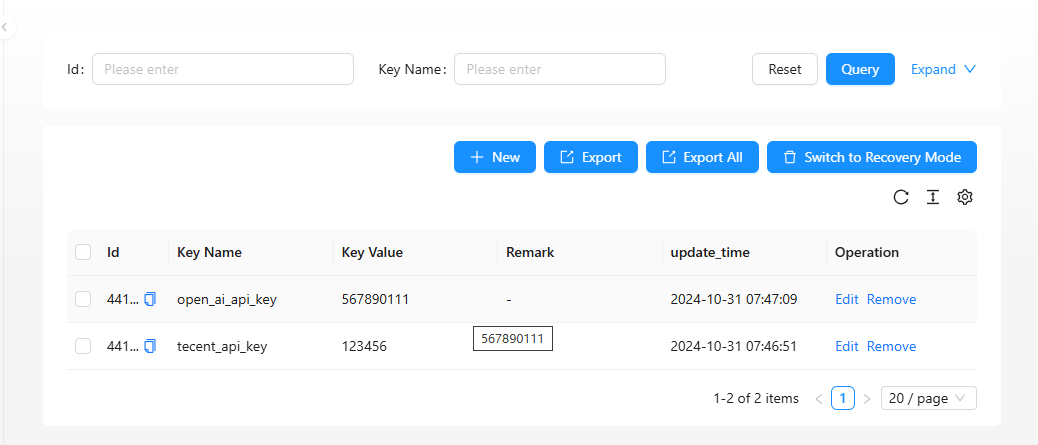 Id: Please enter Key Name: Please enter Reset Query Expand
New Export Export All Switch to Recovery Mode
Id Key Name Key Value Remark update_time Operation
441... open_ai_api_key 567890111 - 2024-10-31 07:47:09 Edit Remove
567890111
441... tecent_api_key 123456 2024-10-31 07:46:51 Edit Remove
1-2 of 2 items 1 20 / page